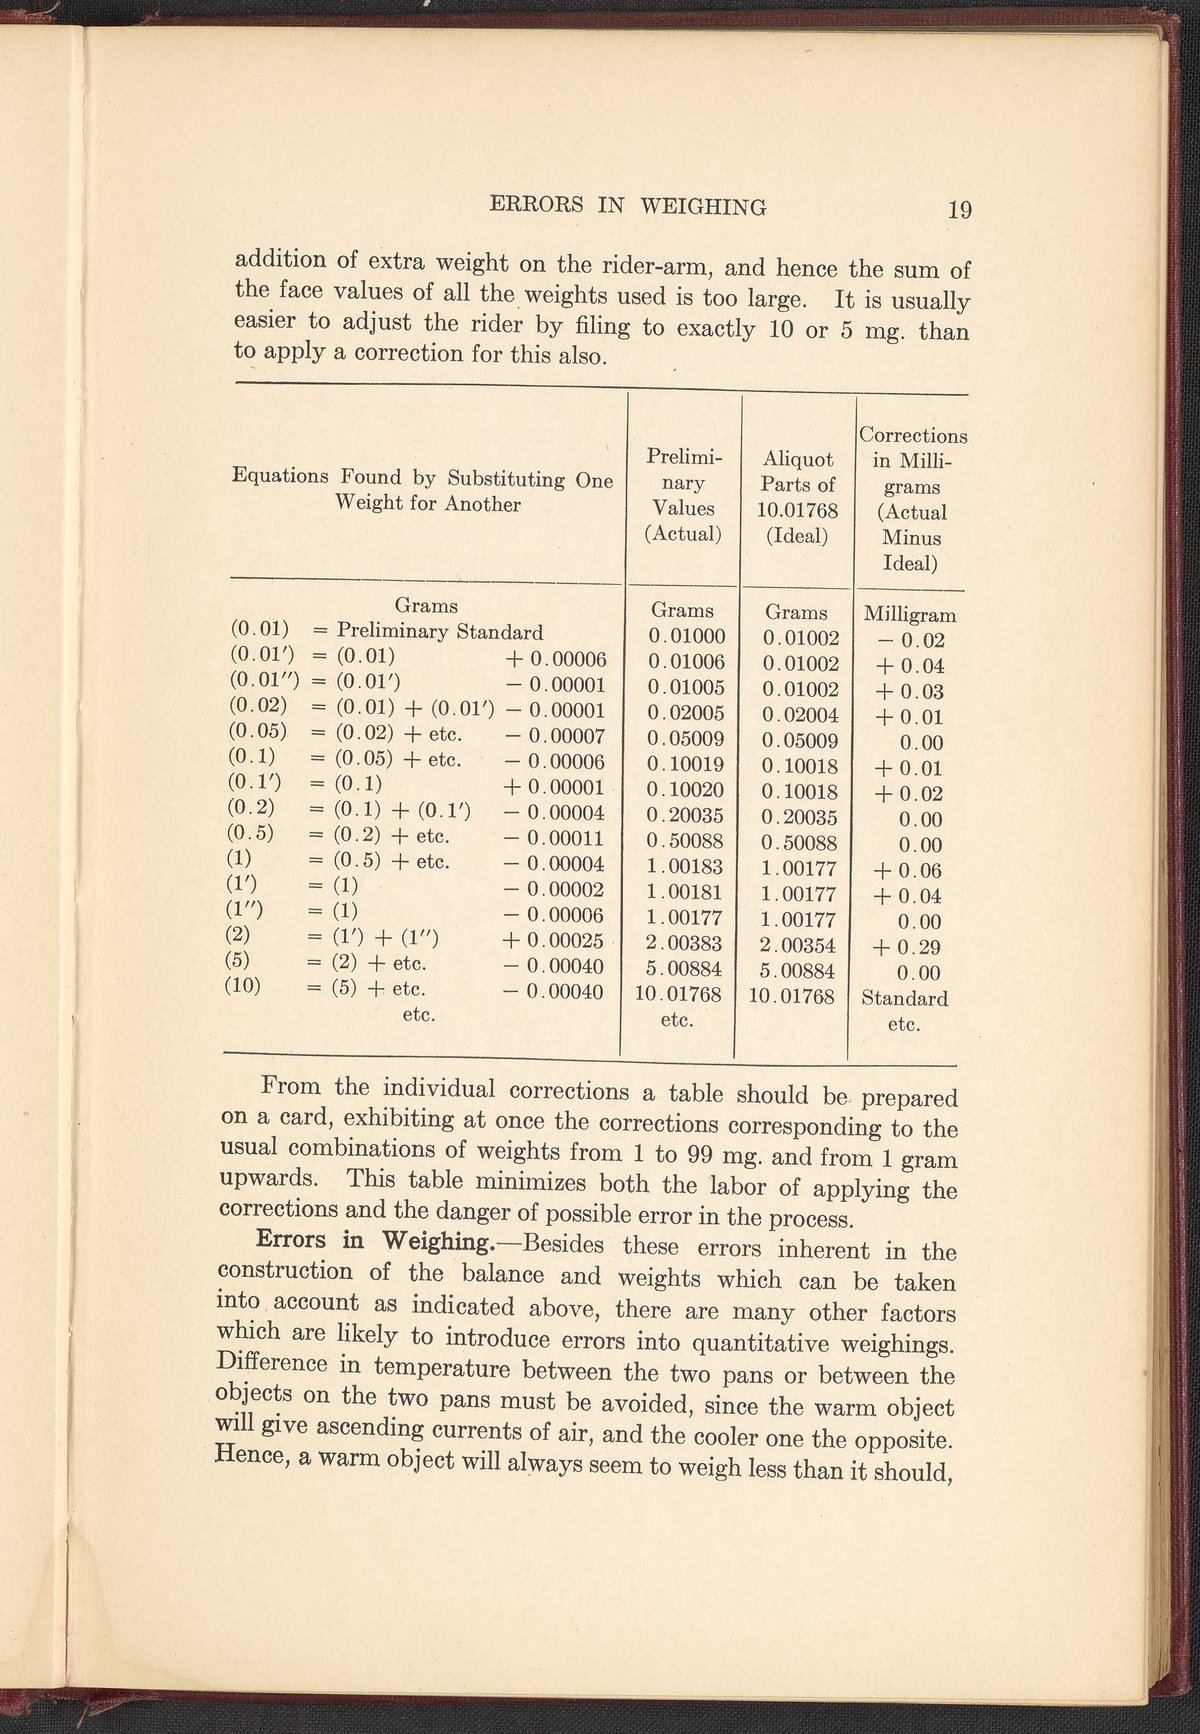 ERRORS IN WEIGHING 19
addition of extra weight on the rider-arm, and hence the sum of
the face values of all the weights used is too large. It is usually
easier to adjust the rider by filing to exactly 10 or 5 mg. than
to apply a correction for this also.
Equations Found by Substituting One
Weight for Another
Prelimi-
nary
Values
(Actual)
Aliquot
Parts of
10.01768
(Ideal)
Corrections
in Milli-
grams
(Actual
Minus
Ideal)
Grams Grams Grams Milligram
(0.01) = Preliminary Standard 0.01000 0.01002 − 0.02
(0.01′) = (0.01) + 0.00006 0.01006 0.01002 + 0.04
(0.01″) = (0.01′) − 0.00001 0.01005 0.01002 + 0.03
(0.02) = (0.01) + (0.01′) − 0.00001 0.02005 0.02004 + 0.01
(0.05) = (0.02) + etc. − 0.00007 0.05009 0.05009 0.00
(0.1) = (0.05) + etc. − 0.00006 0.10019 0.10018 + 0.01
(0.1′) = (0.1) + 0.00001 0.10020 0.10018 + 0.02
(0.2) = (0.1) + (0.1′) − 0.00004 0.20035 0.20035 0.00
(0.5) = (0.2) + etc. − 0.00011 0.50088 0.50088 0.00
(1) = (0.5) + etc. − 0.00004 1.00183 1.00177 + 0.06
(1′) = (1) − 0.00002 1.00181 1.00177 + 0.04
(1″) = (1) − 0.00006 1.00177 1.00177 0.00
(2) = (1′) + (1″) + 0.00025 2.00383 2.00354 + 0.29
(5) = (2) + etc. − 0.00040 5.00884 5.00884 0.00
(10) = (5) + etc. − 0.00040 10.01768 10.01768 Standard
etc. etc. etc.
From the individual corrections a table should be prepared
on a card, exhibiting at once the corrections corresponding to the
usual combinations of weights from 1 to 99 mg. and from 1 gram
upwards. This table minimizes both the labor of applying the
corrections and the danger of possible error in the process.
Errors in Weighing.—Besides these errors inherent in the
construction of the balance and weights which can be taken
into account as indicated above, there are many other factors
which are likely to introduce errors into quantitative weighings.
Difference in temperature between the two pans or between the
objects on the two pans must be avoided, since the warm object
will give ascending currents of air, and the cooler one the opposite.
Hence, a warm object will always seem to weigh less than it should,